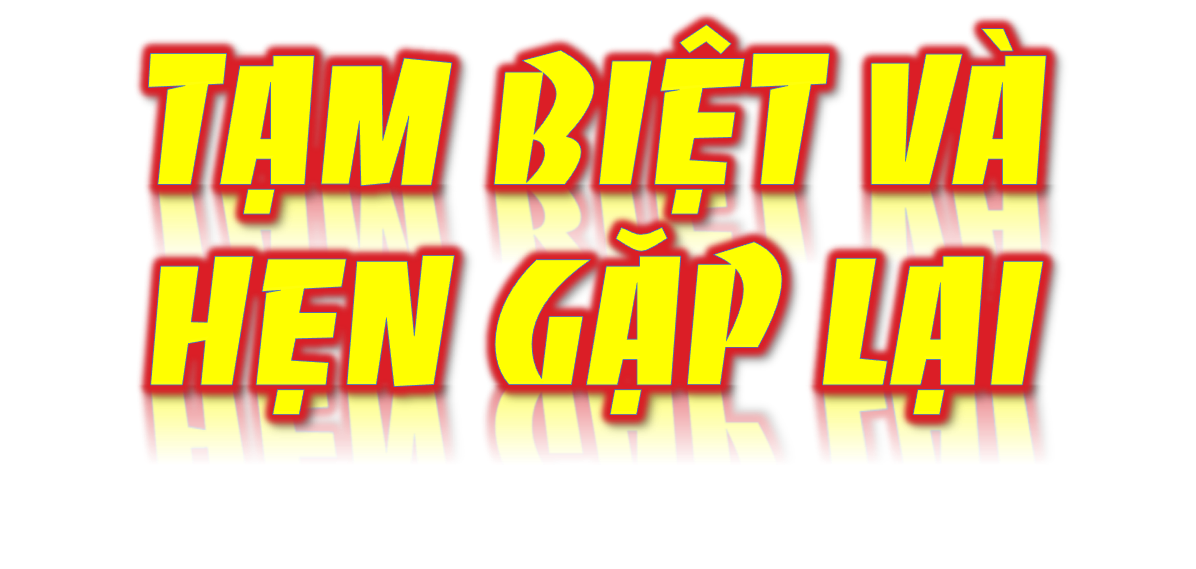 TẠM BIỆT VÀ
HẸN GẶP LẠI